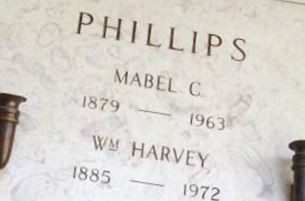 PHILLIPS
MABEL C.
1879 — 1963
WM HARVEY
1885 — 1972